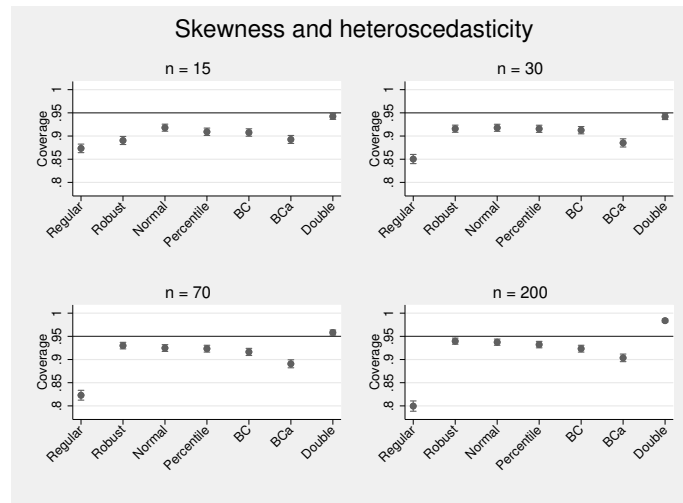 Skewness and heteroscedasticity
n = 15
Coverage
1
.95
.9
.85
.8
Regular
Robust
Normal
Percentile
BC
BCa
Double
n = 30
Coverage
1
.95
.9
.85
.8
Regular
Robust
Normal
Percentile
BC
BCa
Double
n = 70
Coverage
1
.95
.9
.85
.8
Regular
Robust
Normal
Percentile
BC
BCa
Double
n = 200
Coverage
1
.95
.9
.85
.8
Regular
Robust
Normal
Percentile
BC
BCa
Double